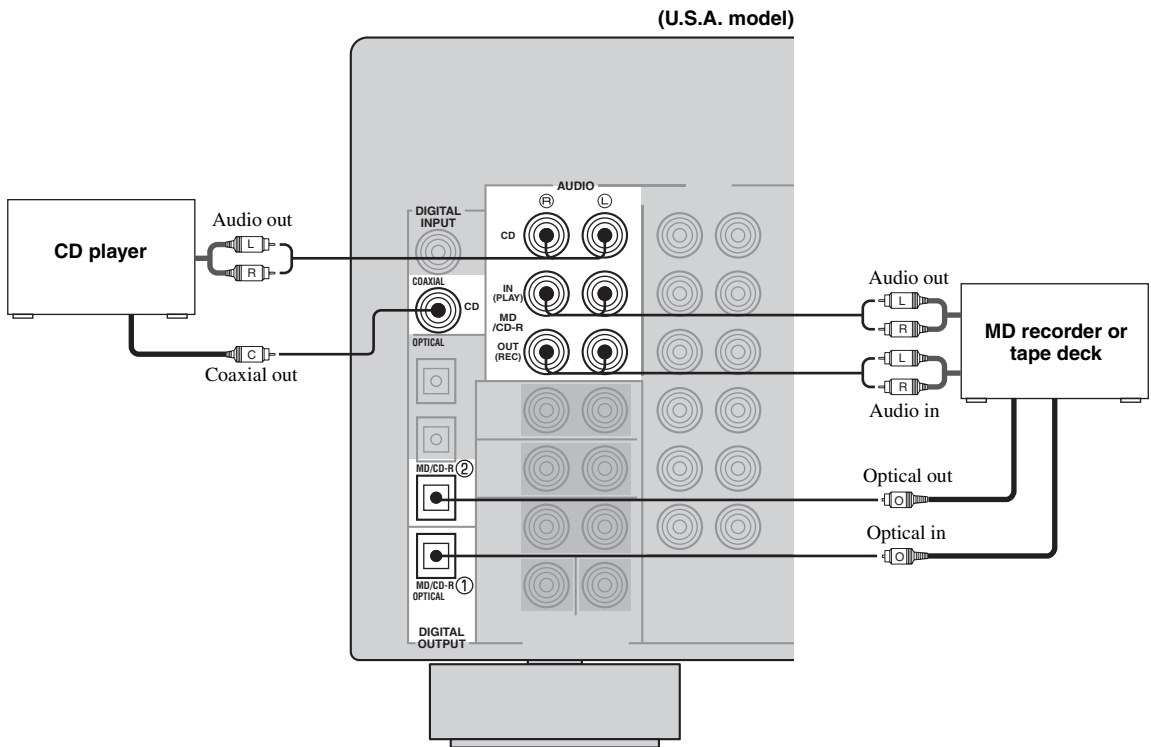 (U.S.A. model)
AUDIO
R
L
DIGITAL
INPUT
Audio out
L
R
CD player
CD
COAXIAL
CD
IN
(PLAY)
MD
/CD-R
OUT
(REC)
OPTICAL
C
Coaxial out
Audio out
L
R
MD recorder or
tape deck
L
R
Audio in
MD/CD-R ②
Optical out
O
Optical in
O
MD/CD-R ①
OPTICAL
DIGITAL
OUTPUT